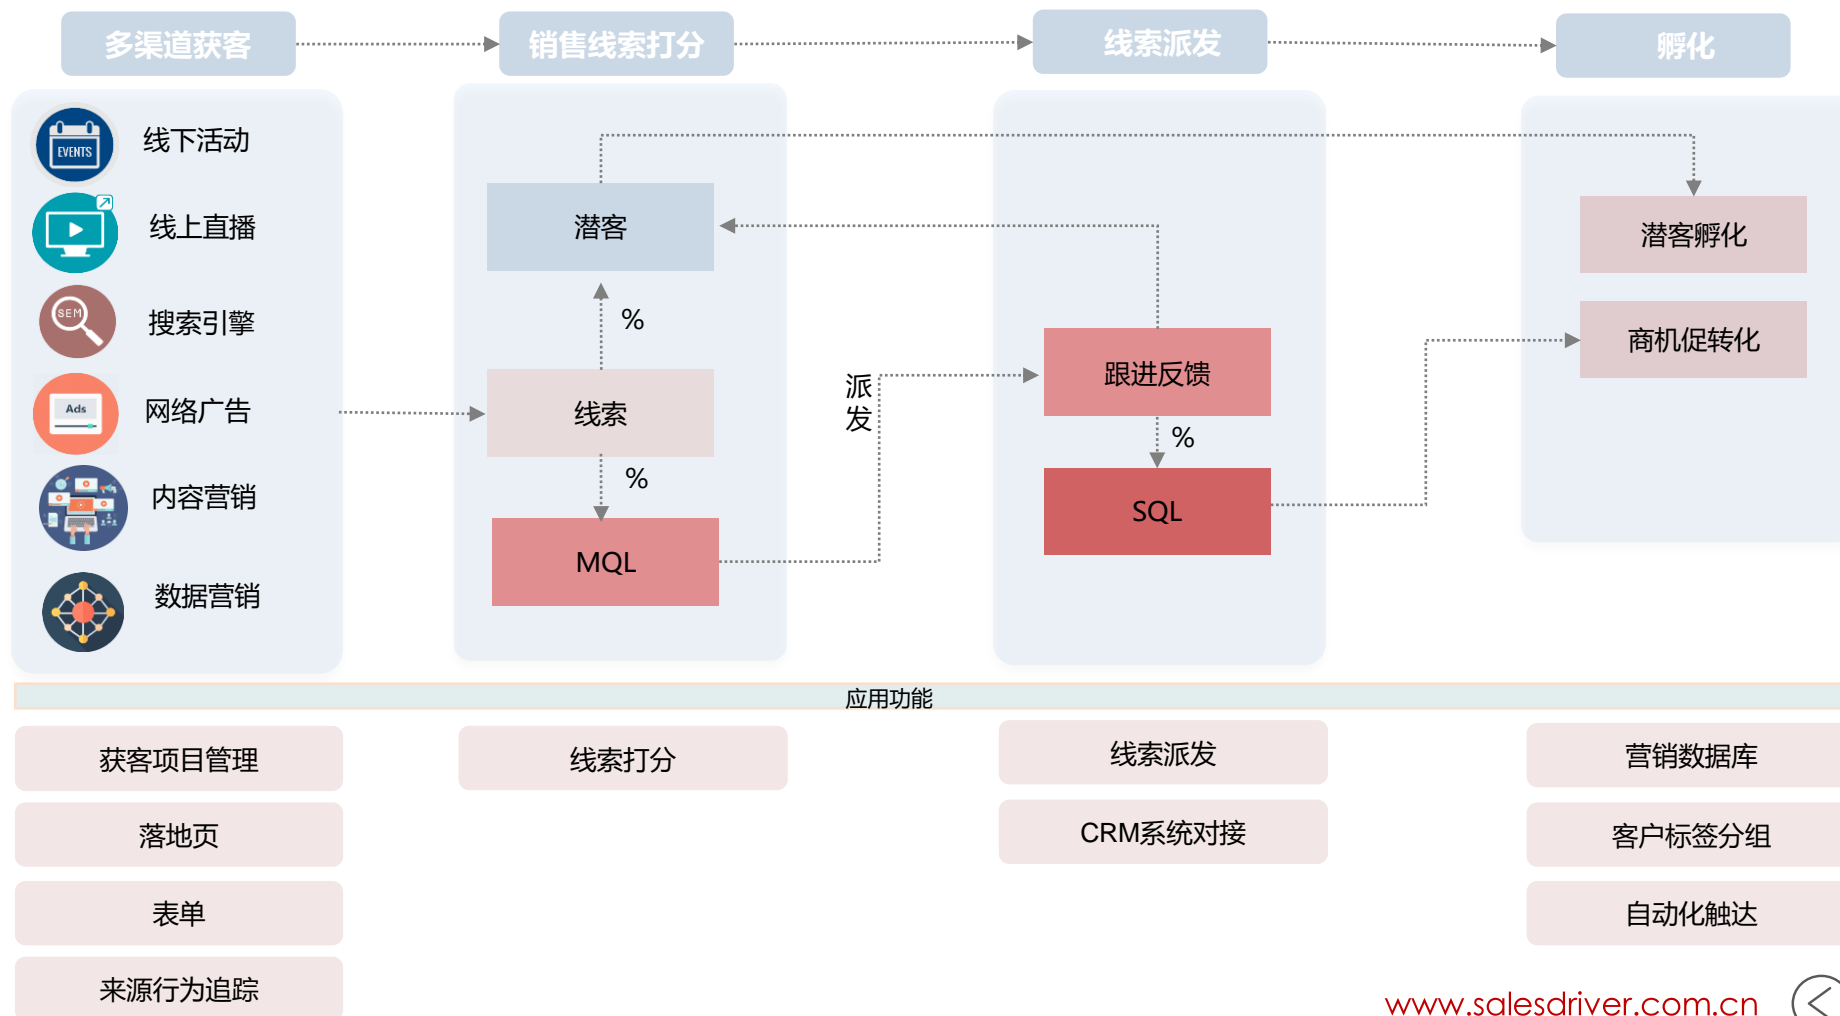 多渠道获客
销售线索打分
线索派发
孵化
EVENTS
线下活动
线上直播
SEM
搜索引擎
Ads
网络广告
内容营销
数据营销
潜客
%
线索
%
MQL
派
发
跟进反馈
%
SQL
潜客孵化
商机促转化
应用功能
获客项目管理
落地页
表单
来源行为追踪
线索打分
线索派发
CRM系统对接
营销数据库
客户标签分组
自动化触达
www.salesdriver.com.cn